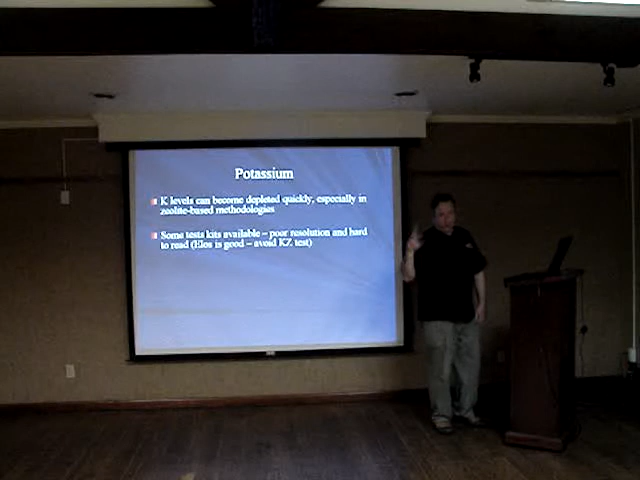 Potassium
K levels can become depleted quickly, especially in
zeolite-based methodologies
Some tests kits available – poor resolution and hard
to read (Elos is good – avoid KZ test)